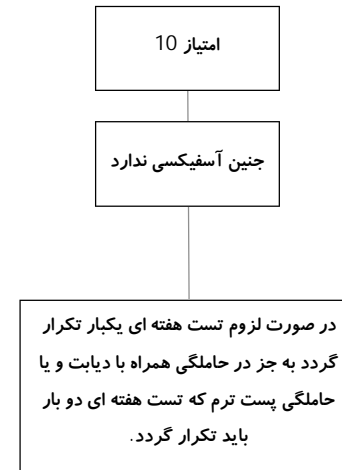 امتیاز 10
جنین آسفیکسی ندارد
در صورت لزوم تست هفته ای یکبار تکرار
گردد به جز در حاملگی همراه با دیابت و یا
حاملگی پست ترم که تست هفته ای دو بار
باید تکرار گردد.